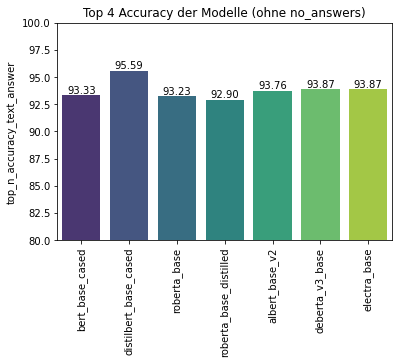 Top 4 Accuracy der Modelle (ohne no_answers)
top_n_accuracy_text_answer
100.0
97.5
95.0
92.5
90.0
87.5
85.0
82.5
80.0
93.33
95.59
93.23
92.90
93.76
93.87
93.87
bert_base_cased
distilbert_base_cased
roberta_base
roberta_base_distilled
albert_base_v2
deberta_v3_base
electra_base